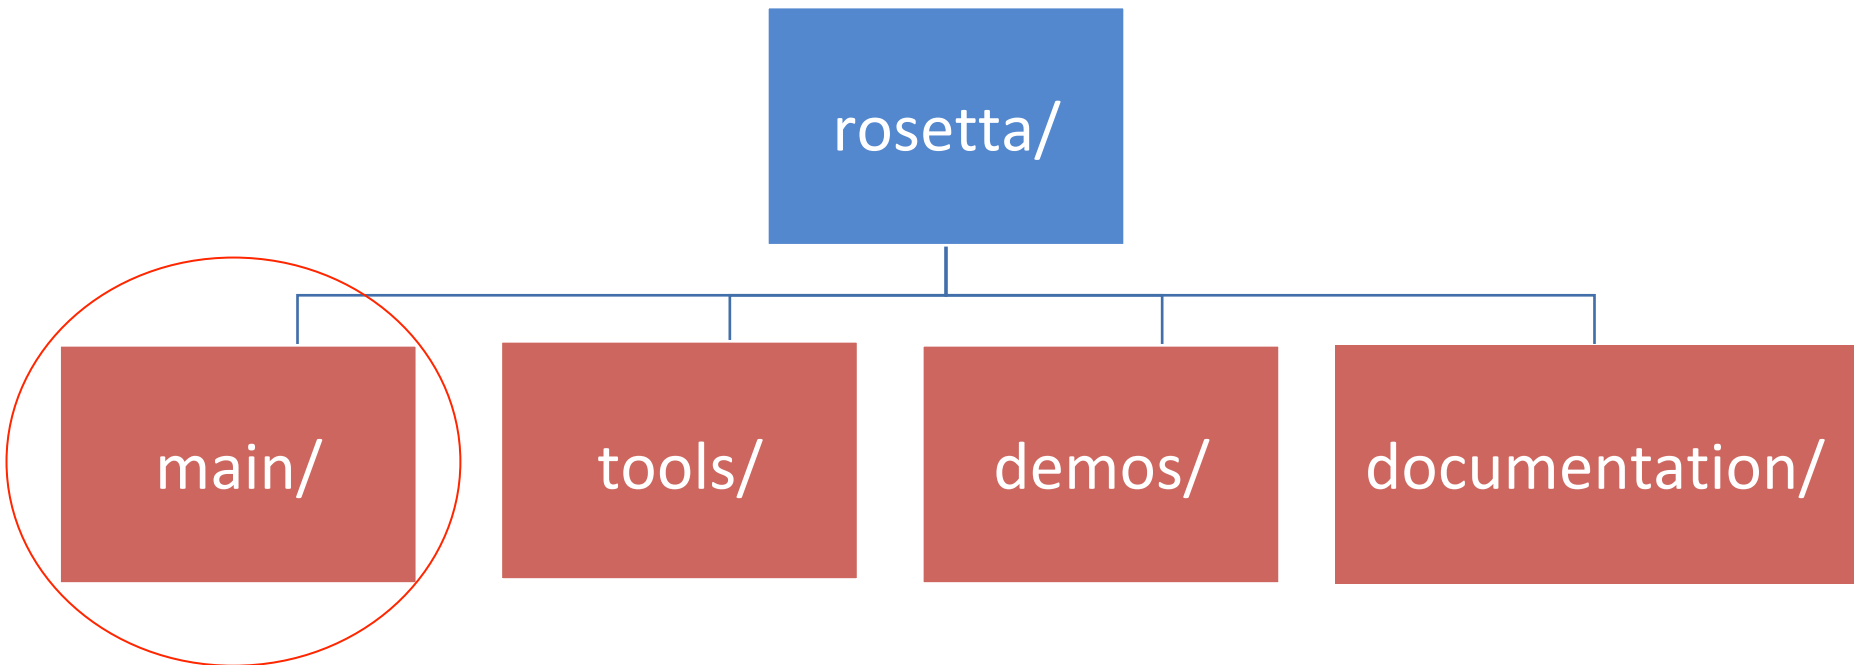 rosetta/
main/
tools/
demos/
documentation/